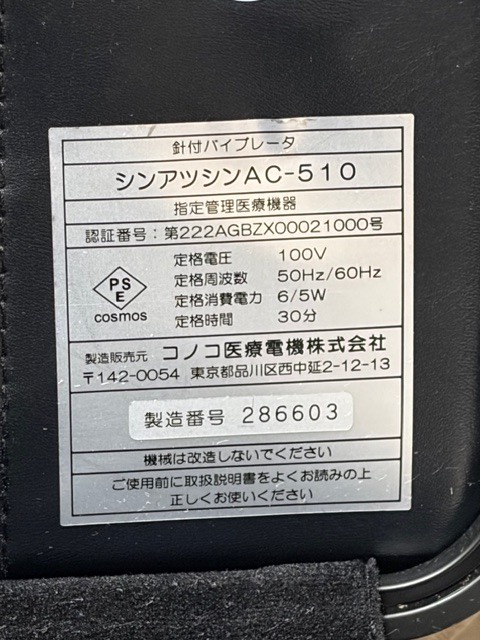 針付バイブレータ
シンアツシンAC-510
指定管理医療機器
認証番号：第222AGBZX00021000号
PSE
cosmos
定格電圧 100V
定格周波数 50Hz/60Hz
定格消費電力 6/5W
定格時間 30分
製造販売元 コノコ医療電機株式会社
〒142-0054 東京都品川区西中延2-12-13
製造番号 286603
機械は改造しないでください
ご使用前に取扱説明書をよくお読みの上
正しくお使いください